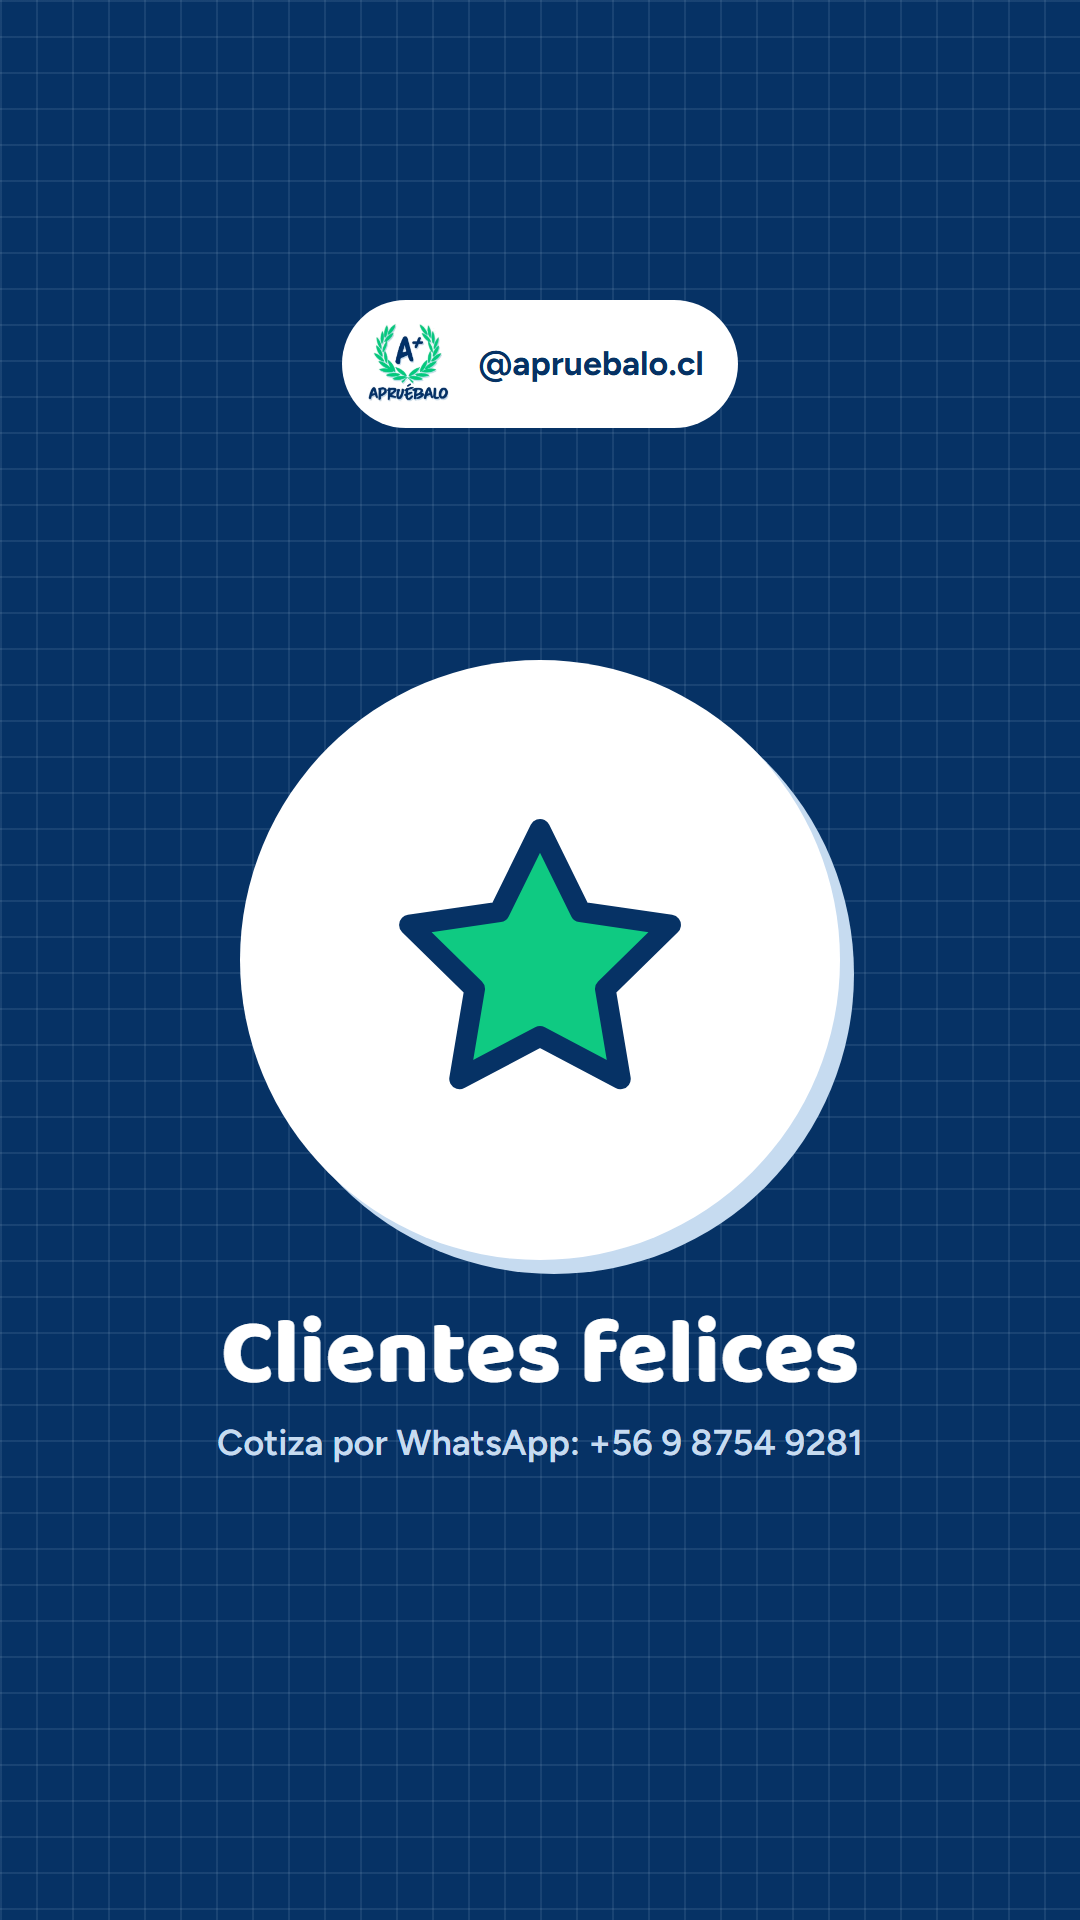 A+
APRUÉBALO
@apruebalo.cl
Clientes felices
Cotiza por WhatsApp: +56 9 8754 9281